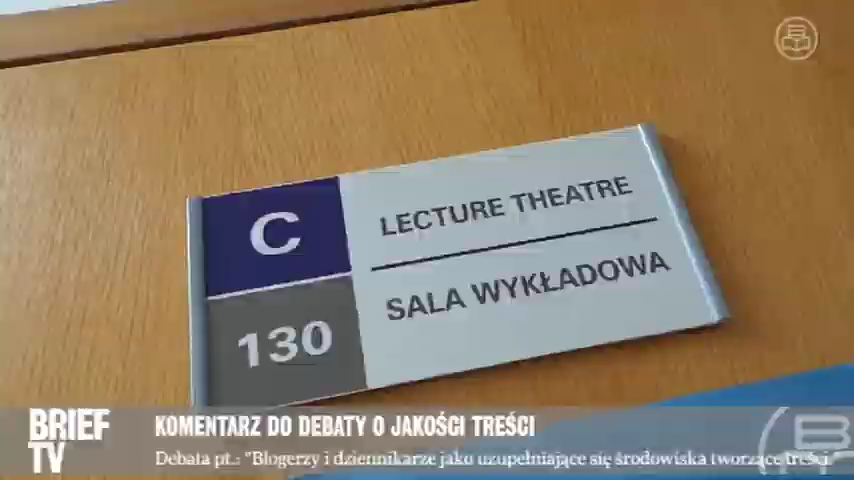 C
LECTURE THEATRE
130
SALA WYKŁADOWA
BRIEF
TV
KOMENTARZ DO DEBATY O JAKOŚCI TREŚCI
Debata pt.: "Blogerzy i dziennikarze jako uzupełniające się środowiska tworzące treści."